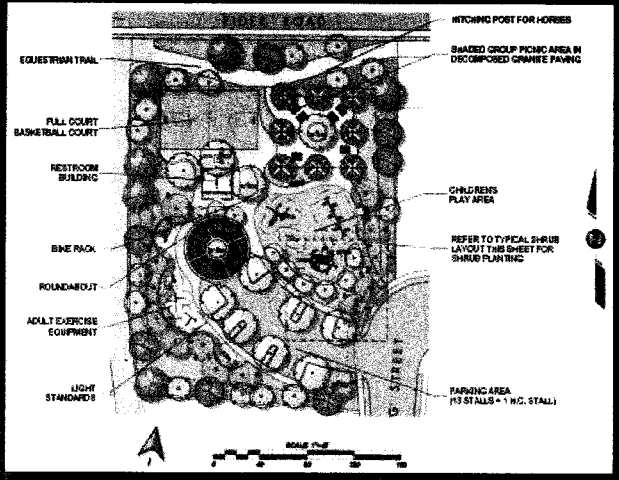 RIDER ROAD
HITCHING POST FOR HORSES
EQUESTRIAN TRAIL
SHADED GROUP PICNIC AREA IN
DECOMPOSED GRANITE PAVING
FULL COURT
BASKETBALL COURT
RESTROOM
BUILDING
CHILDREN'S
PLAY AREA
BIKE RACK
REFER TO TYPICAL SHRUB
LAYOUT THIS SHEET FOR
SHRUB PLANTING
ROUNDABOUT
ADULT EXERCISE
EQUIPMENT
LIGHT
STANDARDS
PARKING AREA
(13 STALLS + 1 H.C. STALL)
G STREET
SCALE
0